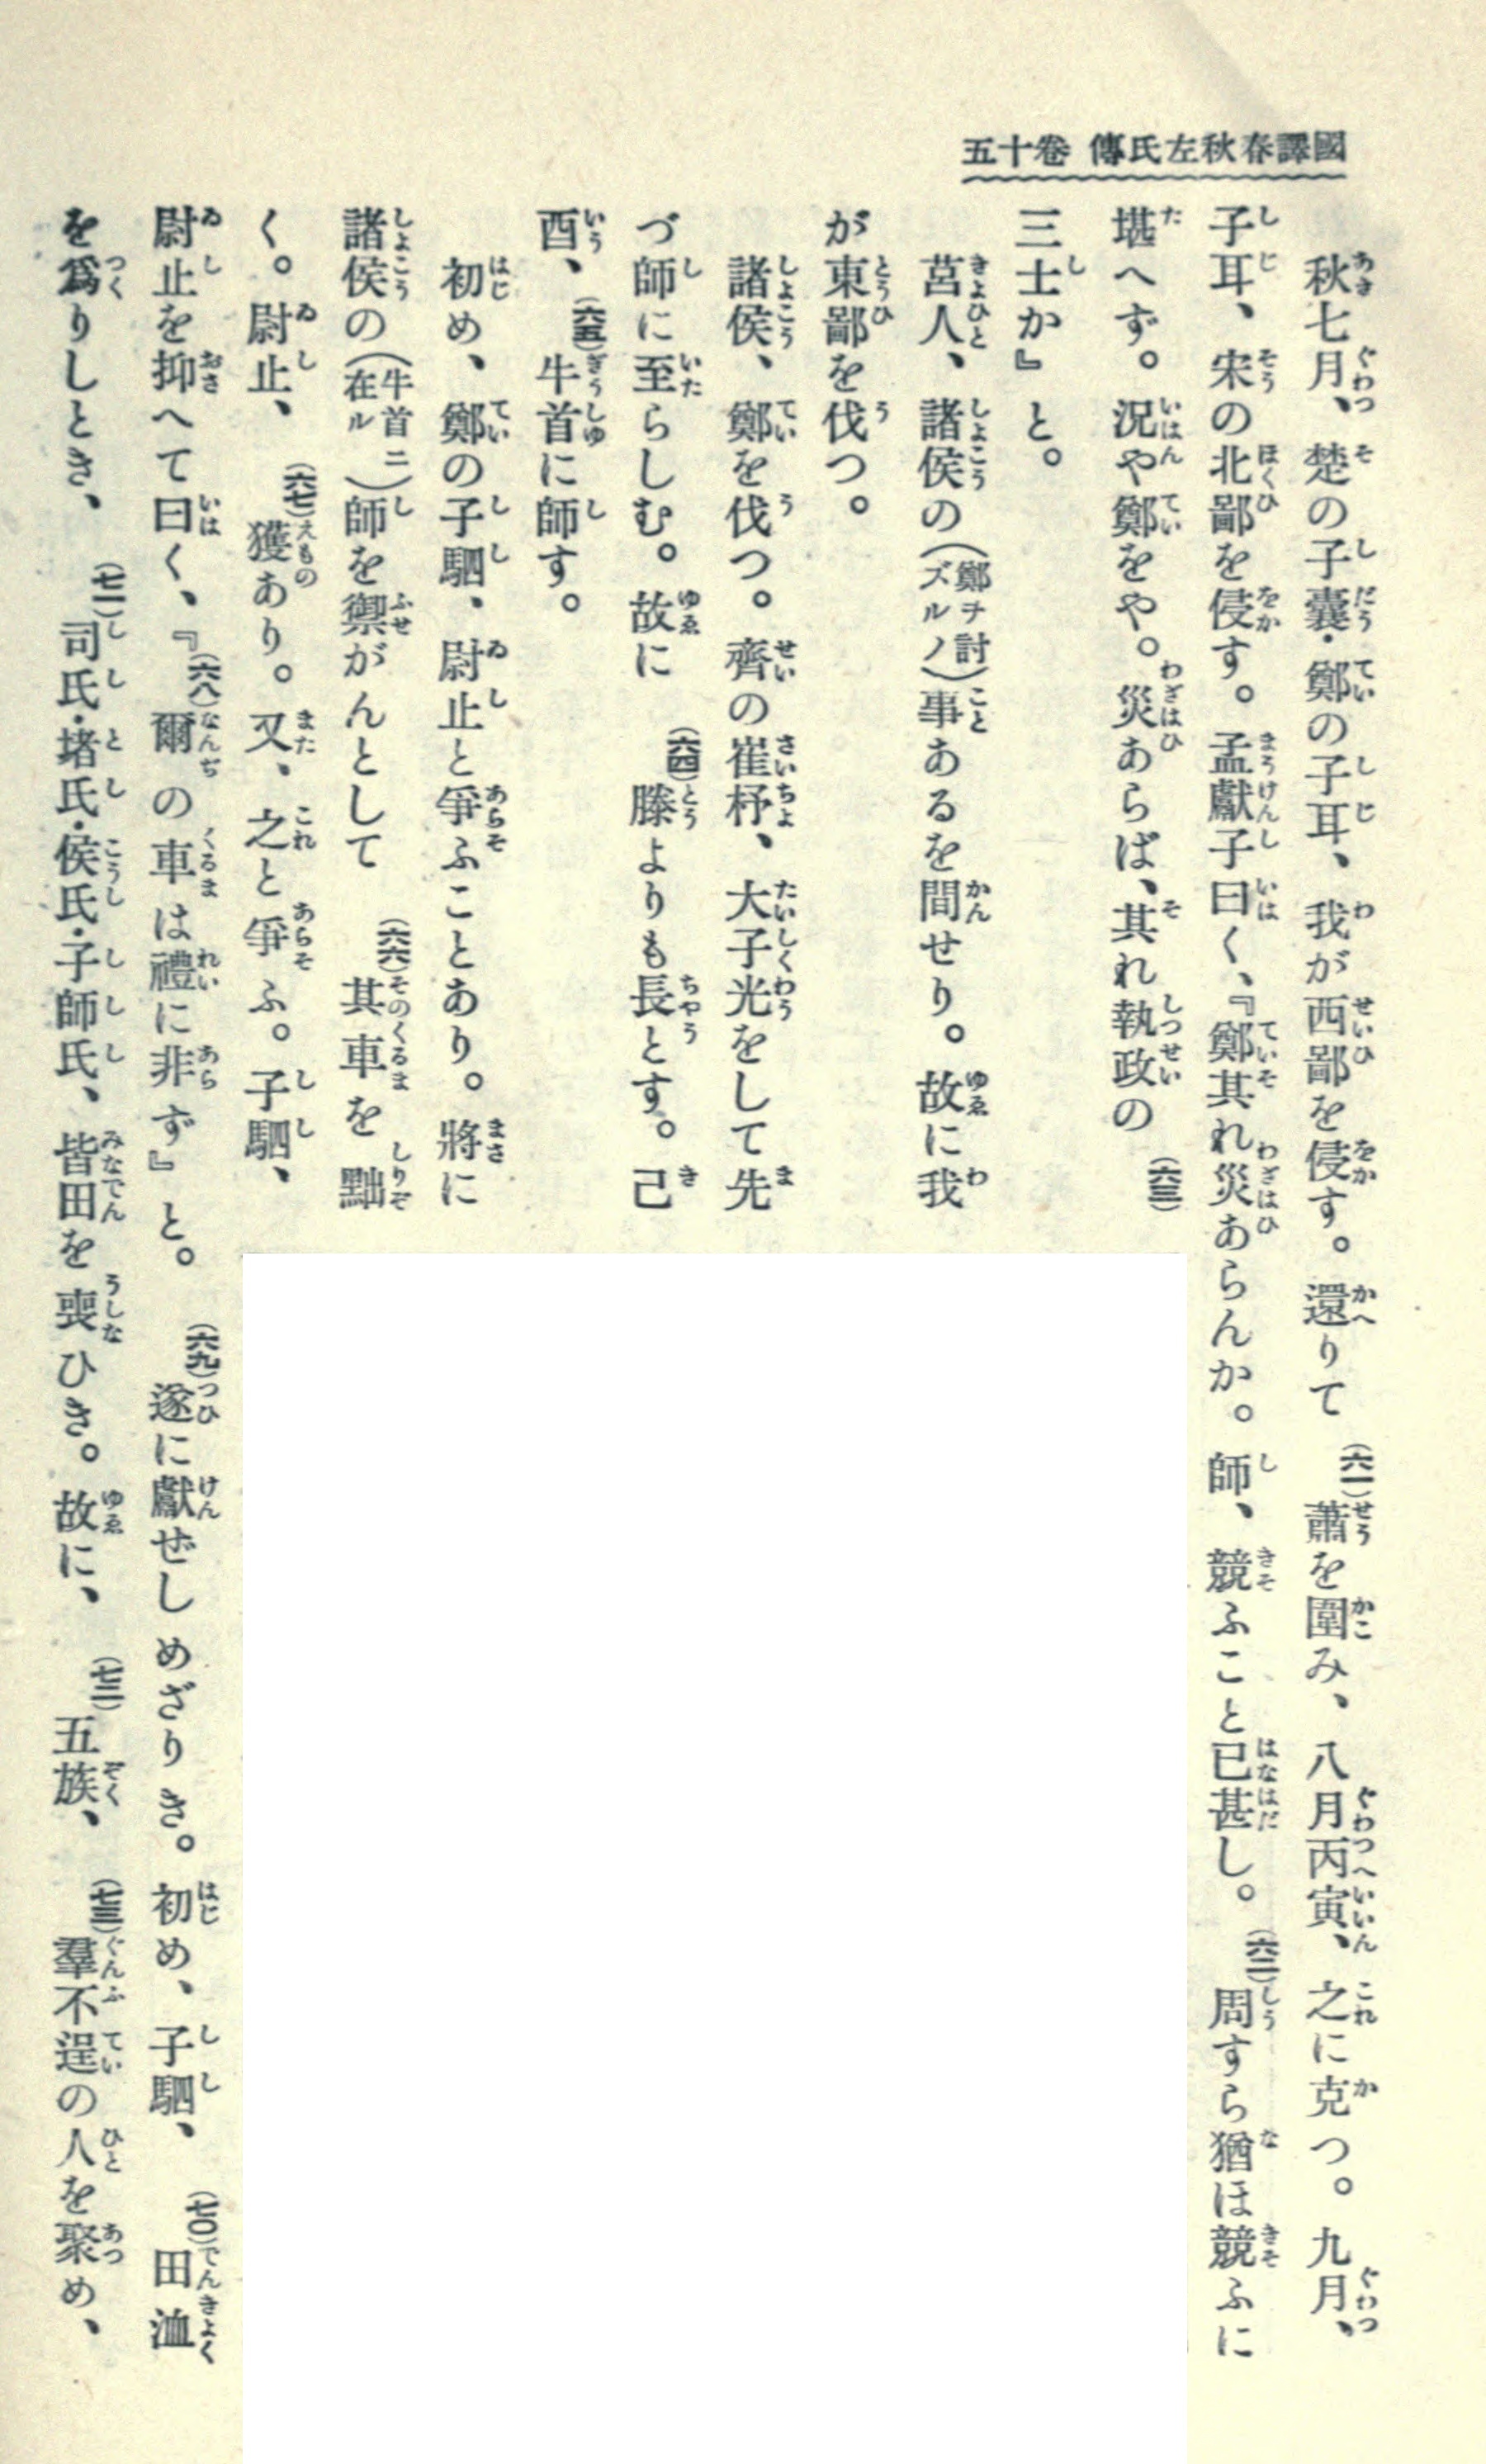 國譯春秋左氏傳 卷十五
秋七月、楚の子囊・鄭の子耳、我が西鄙を侵す。還りて(六一)蕭を圍み、八月丙寅、之に克つ。九月、
子耳、宋の北鄙を侵す。孟獻子曰く、『鄭其れ災あらんか。師、競ふこと已甚し。(六二)周すら猶ほ競ふに
堪へず。況や鄭をや。災あらば、其れ執政の(六三)
三士か』と。
莒人、諸侯の(鄭ヲ討ズルノ)事あるを間せり。故に我
が東鄙を伐つ。
諸侯、鄭を伐つ。齊の崔杼、大子光をして先
づ師に至らしむ。故に(六四)滕よりも長とす。己
酉、(六五)牛首に師す。
初め、鄭の子駟、尉止と爭ふことあり。將に
諸侯の(牛首ニ在ル)師を禦がんとして(六六)其車を黜
く。尉止、(六七)獲あり。又、之と爭ふ。子駟、
尉止を抑へて曰く、『(六八)爾の車は禮に非ず』と。(六九)遂に獻ぜしめざりき。初め、子駟、(七〇)田洫
を爲りしとき、(七一)司氏・堵氏・侯氏・子師氏、皆田を喪ひき。故に、(七二)五族、(七三)羣不逞の人を聚め、